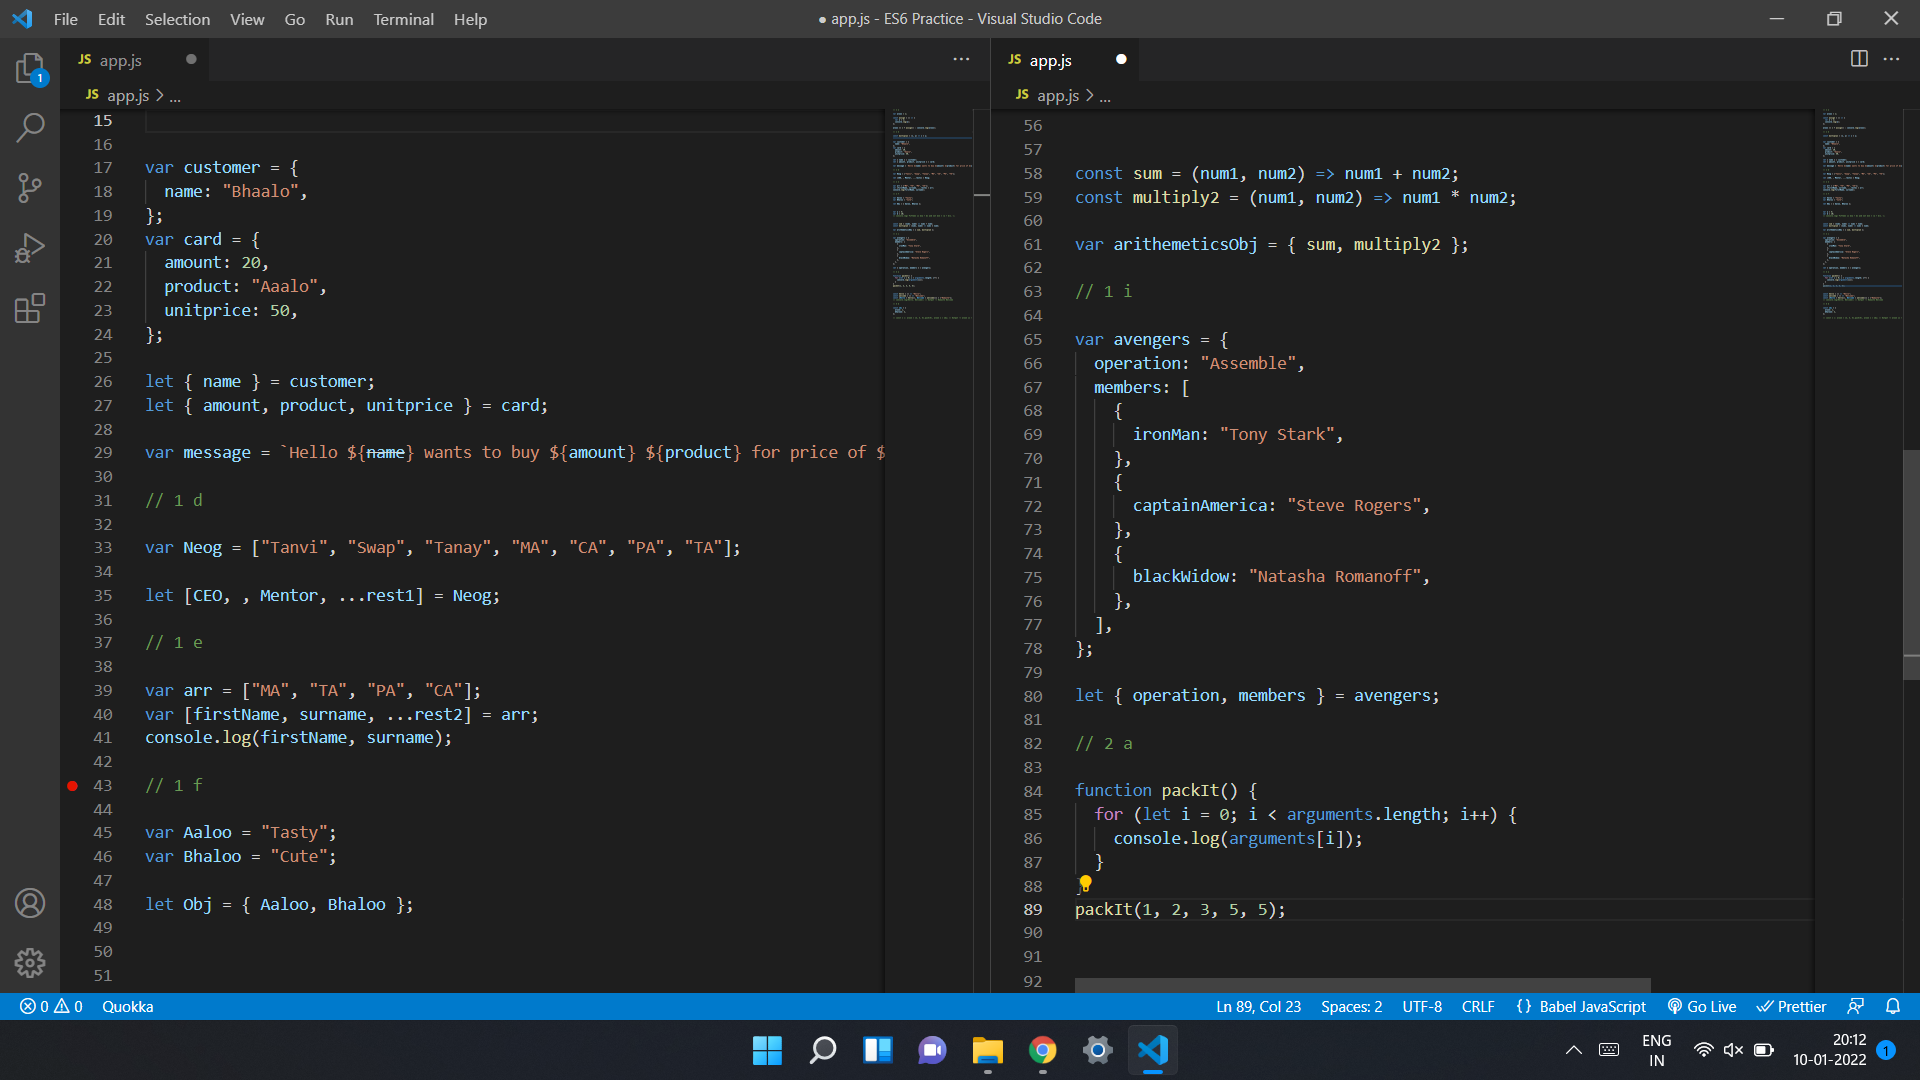 File Edit Selection View Go Run Terminal Help
● app.js - ES6 Practice - Visual Studio Code
1
JS app.js
JS app.js > ...
15
16
17 var customer = {
18 name: "Bhaalo",
19 };
20 var card = {
21 amount: 20,
22 product: "Aaalo",
23 unitprice: 50,
24 };
25
26 let { name } = customer;
27 let { amount, product, unitprice } = card;
28
29 var message = `Hello ${name} wants to buy ${amount} ${product} for price of $
30
31 // 1 d
32
33 var Neog = ["Tanvi", "Swap", "Tanay", "MA", "CA", "PA", "TA"];
34
35 let [CEO, , Mentor, ...rest1] = Neog;
36
37 // 1 e
38
39 var arr = ["MA", "TA", "PA", "CA"];
40 var [firstName, surname, ...rest2] = arr;
41 console.log(firstName, surname);
42
43 // 1 f
44
45 var Aaloo = "Tasty";
46 var Bhaloo = "Cute";
47
48 let Obj = { Aaloo, Bhaloo };
49
50
51
JS app.js
JS app.js > ...
56
57
58 const sum = (num1, num2) => num1 + num2;
59 const multiply2 = (num1, num2) => num1 * num2;
60
61 var arithemeticsObj = { sum, multiply2 };
62
63 // 1 i
64
65 var avengers = {
66 operation: "Assemble",
67 members: [
68 {
69 ironMan: "Tony Stark",
70 },
71 {
72 captainAmerica: "Steve Rogers",
73 },
74 {
75 blackWidow: "Natasha Romanoff",
76 },
77 ],
78 };
79
80 let { operation, members } = avengers;
81
82 // 2 a
83
84 function packIt() {
85 for (let i = 0; i < arguments.length; i++) {
86 console.log(arguments[i]);
87 }
88 }
89 packIt(1, 2, 3, 5, 5);
90
91
92
0 0 Quokka
Ln 89, Col 23 Spaces: 2 UTF-8 CRLF {} Babel JavaScript Go Live Prettier
ENG
IN
20:12
10-01-2022
1